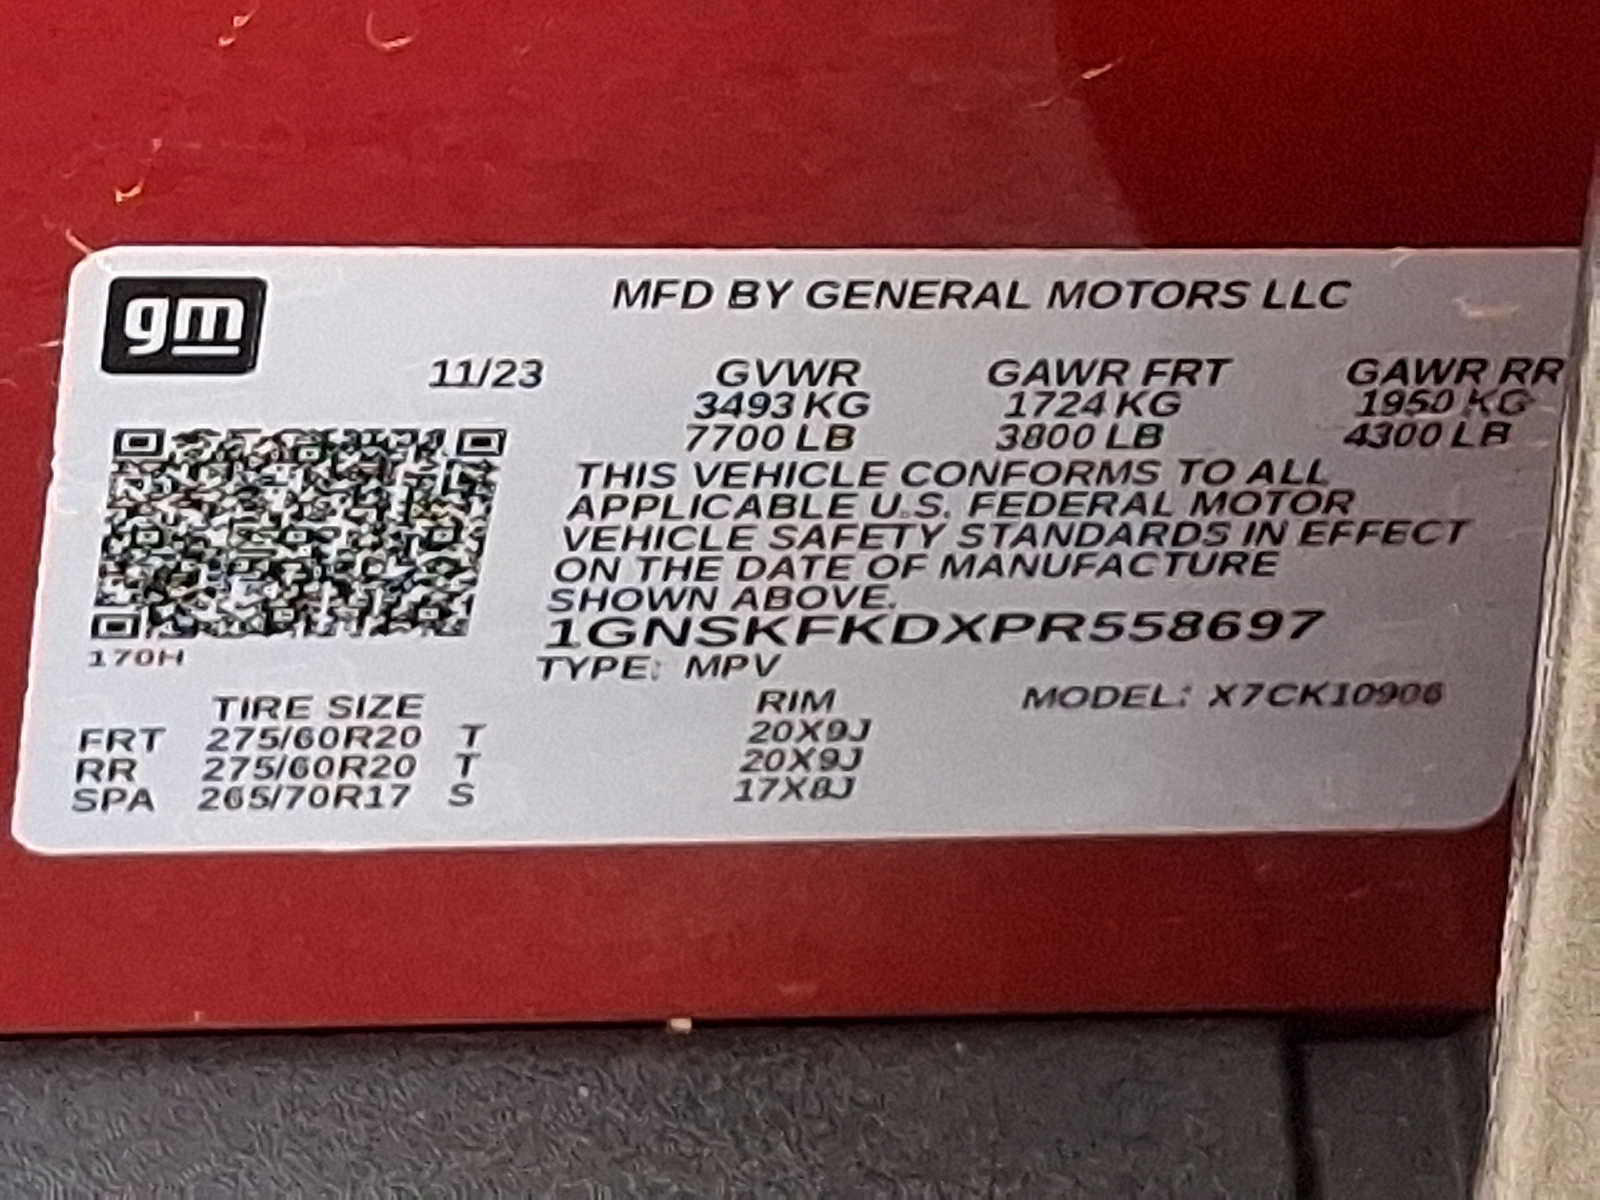 gm
MFD BY GENERAL MOTORS LLC
11/23 GVWR GAWR FRT GAWR RR
3493 KG 1724 KG 1950 KG
7700 LB 3800 LB 4300 LB
THIS VEHICLE CONFORMS TO ALL
APPLICABLE U.S. FEDERAL MOTOR
VEHICLE SAFETY STANDARDS IN EFFECT
ON THE DATE OF MANUFACTURE
SHOWN ABOVE.
1GNSKFKDXPR558697
170H
TYPE: MPV
TIRE SIZE RIM MODEL: X7CK10906
FRT 275/60R20 T 20X9J
RR 275/60R20 T 20X9J
SPA 265/70R17 S 17X8J